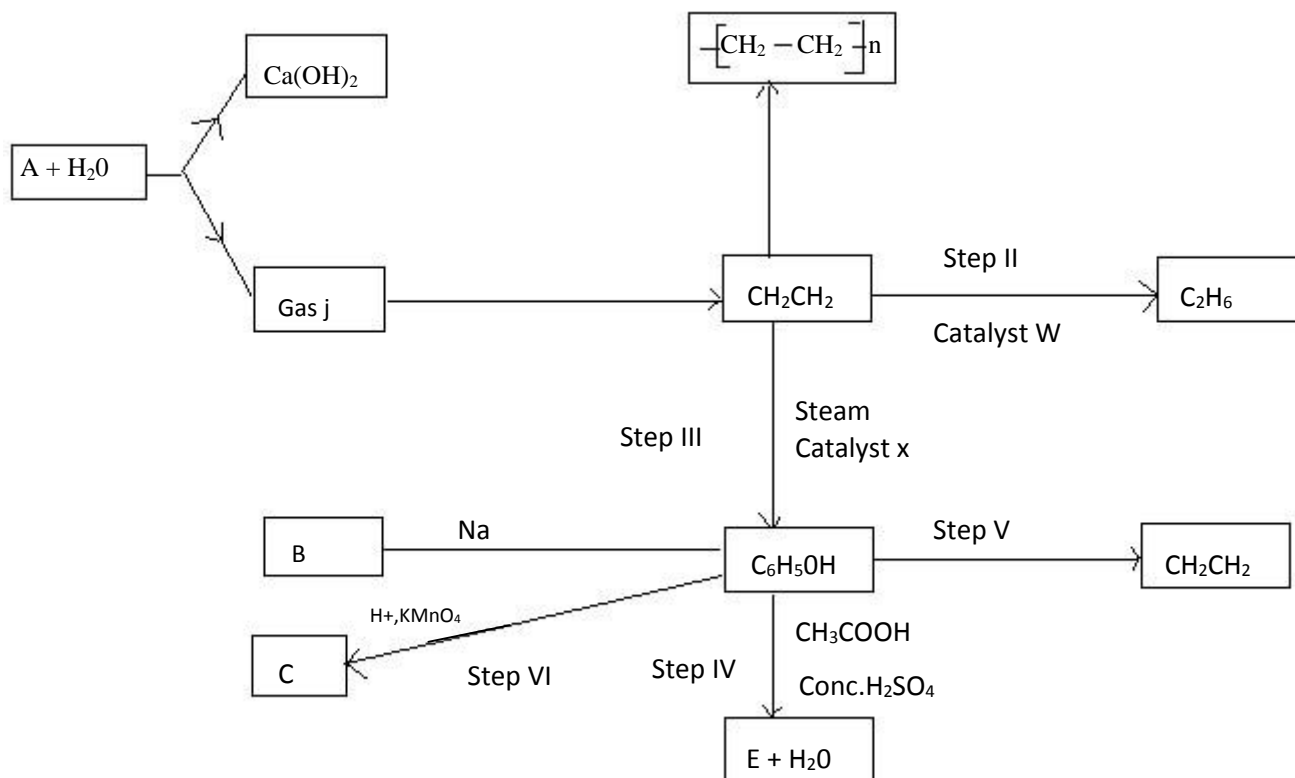 -[CH₂ – CH₂]-n
Ca(OH)₂
A + H₂0
Step II
Gas j
CH₂CH₂
C₂H₆
Catalyst W
Steam
Step III
Catalyst x
Na
Step V
B
C₆H₅0H
CH₂CH₂
H+,KMnO₄
CH₃COOH
C
Step VI
Step IV
Conc.H₂SO₄
E + H₂0